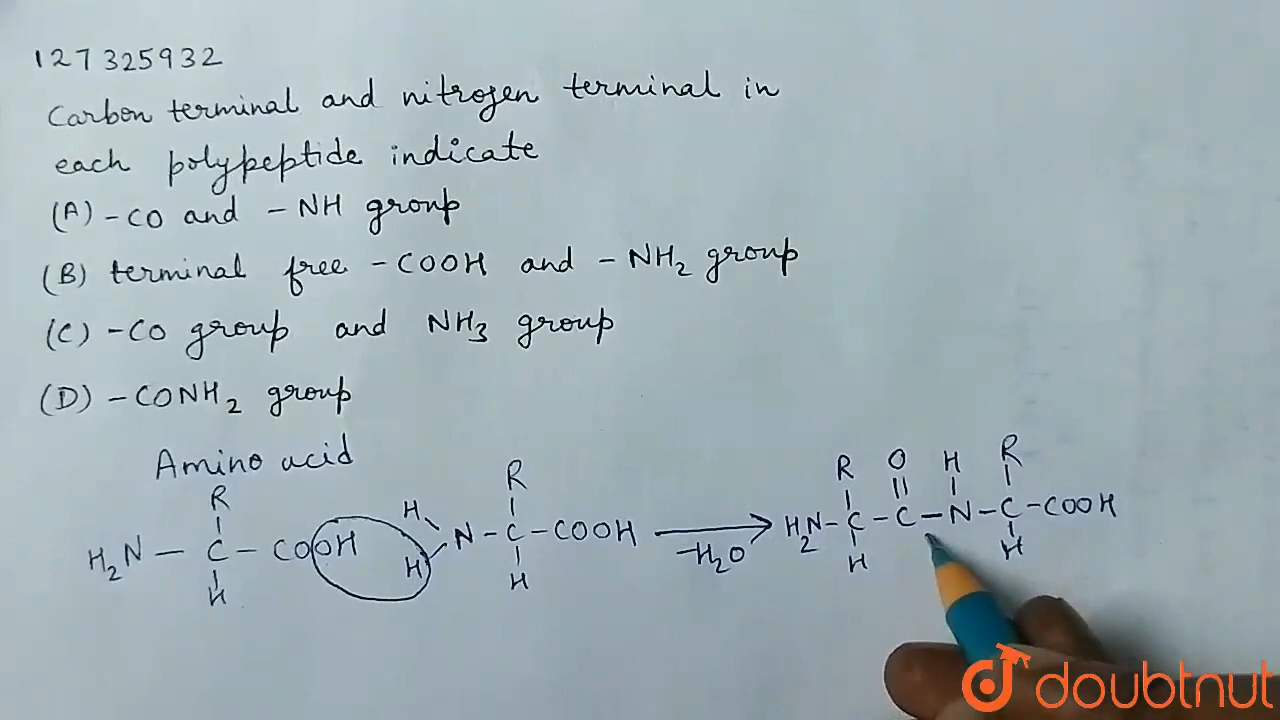 127325932
Carbon terminal and nitrogen terminal in
each polypeptide indicate
(A) -CO and -NH group
(B) terminal free -COOH and -NH2 group
(C) -CO group and NH3 group
(D) -CONH2 group
Amino acid
R H R R O H R
H2N - C - COOH H N - C - COOH -H2O H2N - C - C - N - C - COOH
H H H H
doubtnut